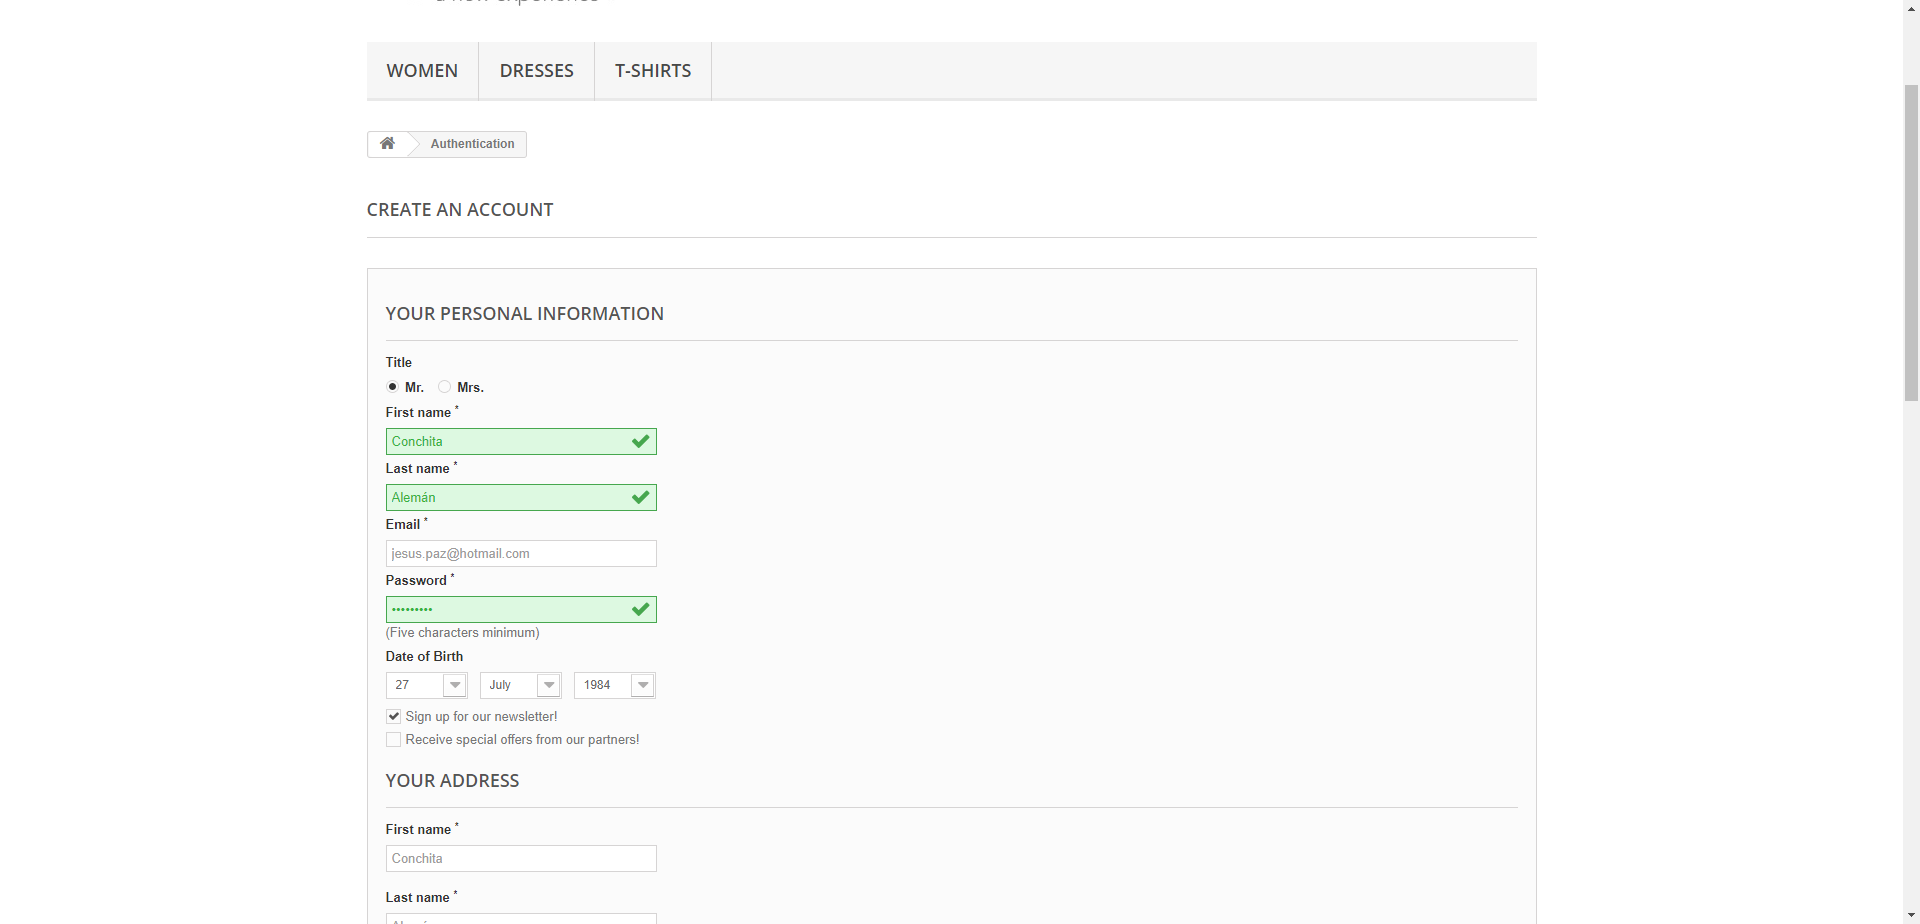 WOMEN DRESSES T-SHIRTS
Authentication
CREATE AN ACCOUNT
YOUR PERSONAL INFORMATION
Title
Mr. Mrs.
First name *
Conchita
Last name *
Alemán
Email *
jesus.paz@hotmail.com
Password *
•••••••••
(Five characters minimum)
Date of Birth
27 July 1984
Sign up for our newsletter!
Receive special offers from our partners!
YOUR ADDRESS
First name *
Conchita
Last name *